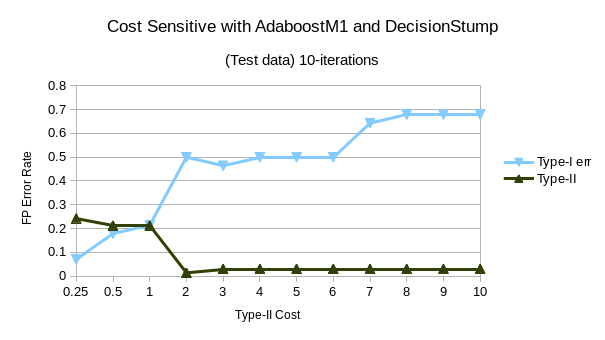 Cost Sensitive with AdaboostM1 and DecisionStump
(Test data) 10-iterations
0.8
0.7
0.6
0.5
0.4
0.3
0.2
0.1
0
FP Error Rate
0.25 0.5 1 2 3 4 5 6 7 8 9 10
Type-II Cost
Type-I err
Type-II